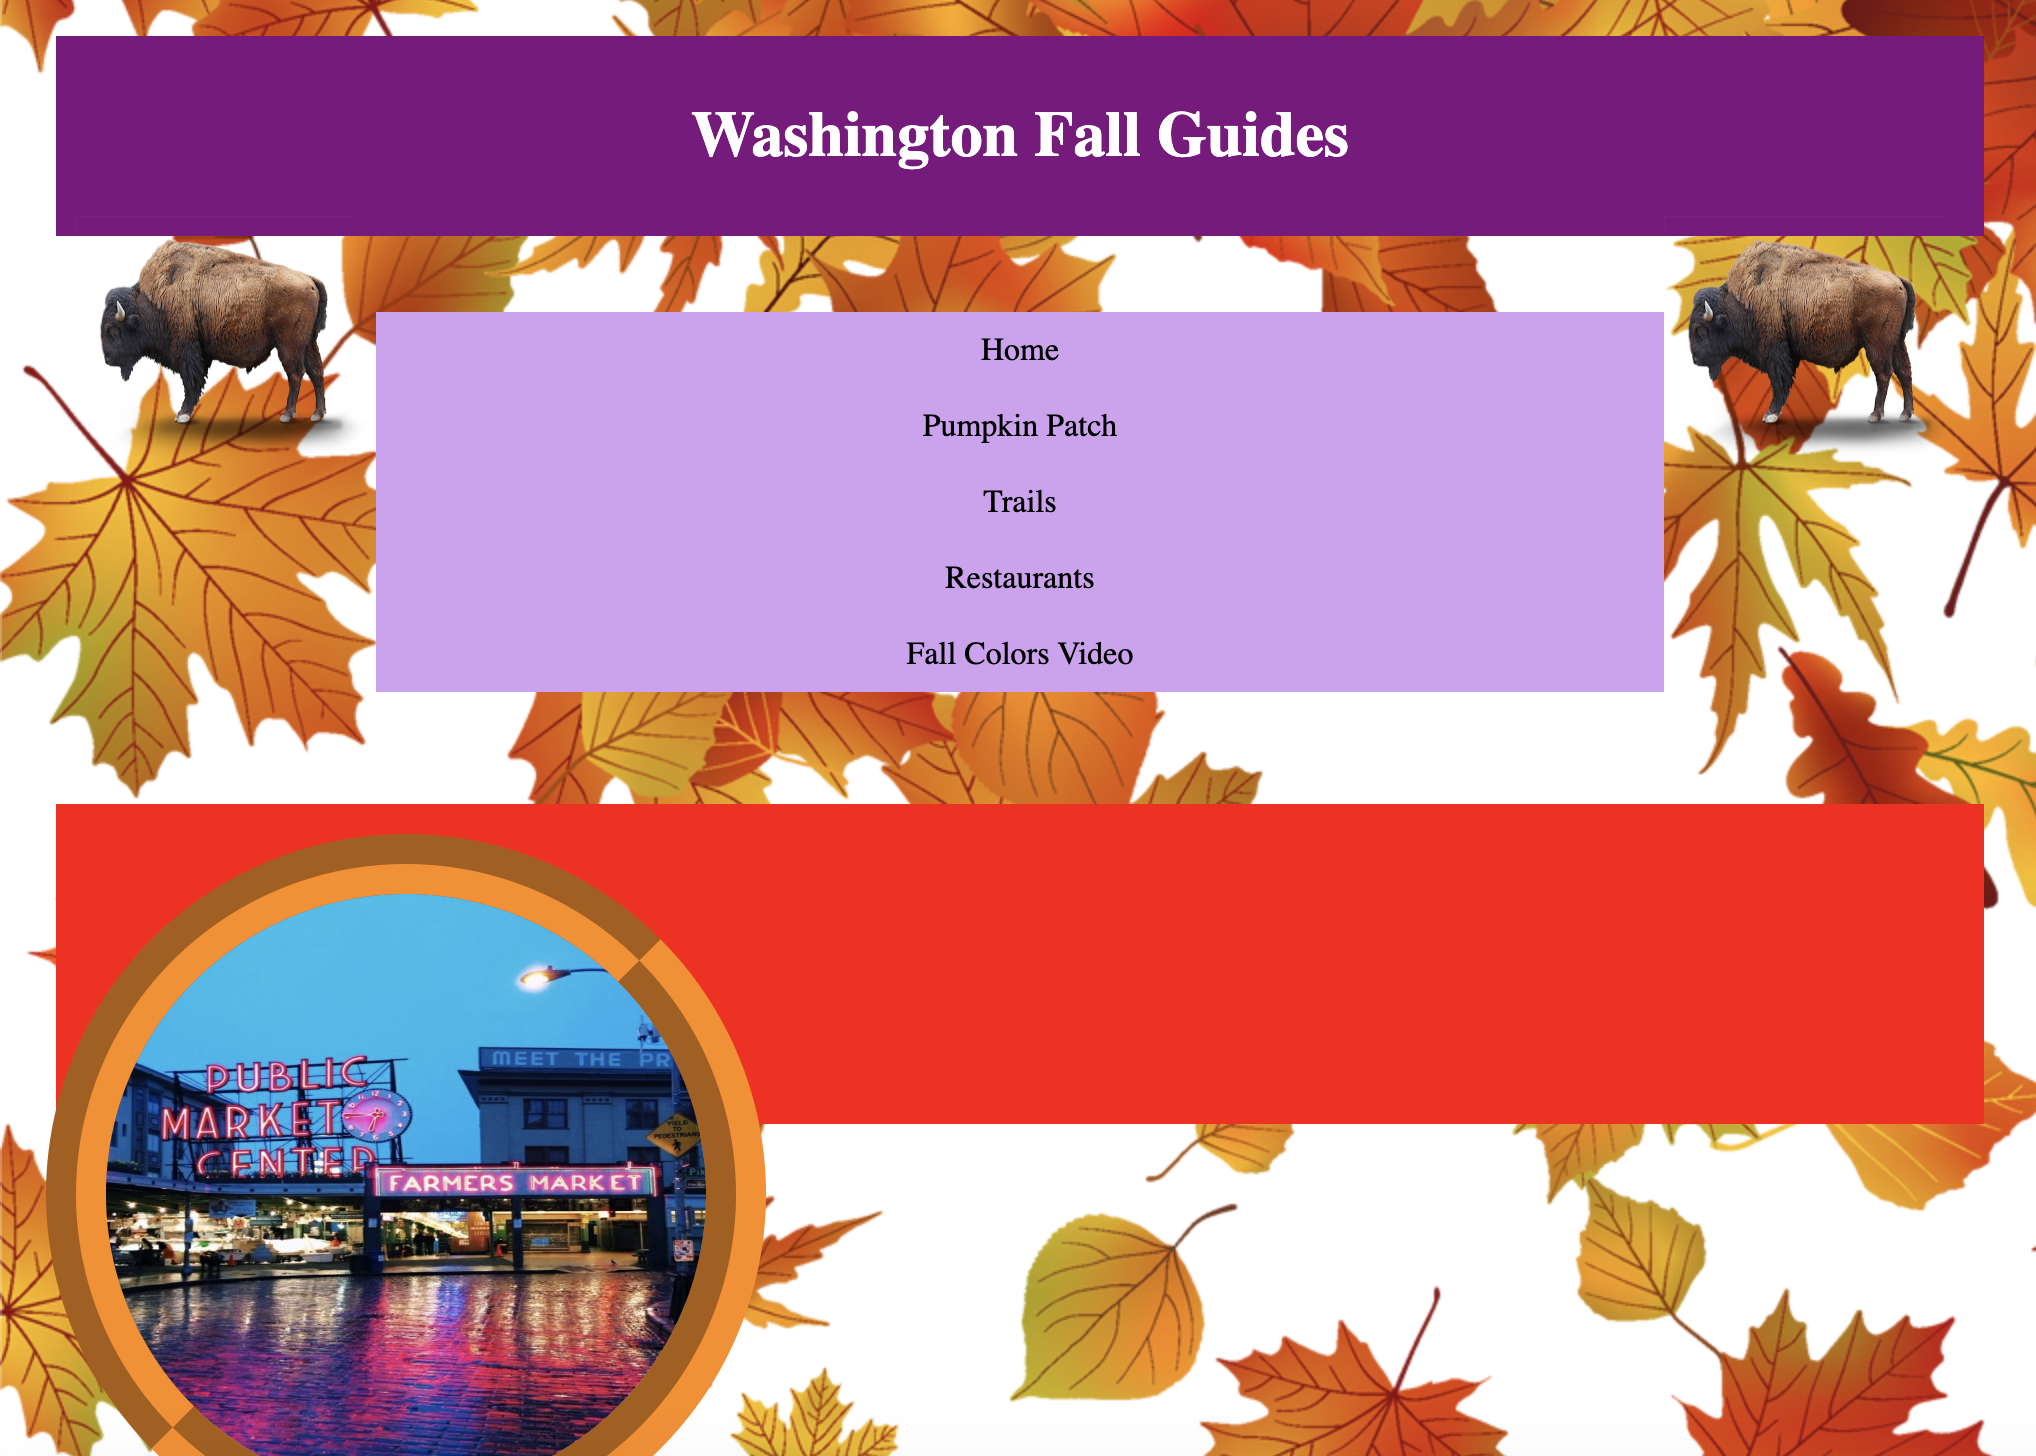 Washington Fall Guides
Home
Pumpkin Patch
Trails
Restaurants
Fall Colors Video
MEET THE PR
PUBLIC
MARKET
CENTER
YIELD
TO
PEDESTRIANS
FARMERS MARKET